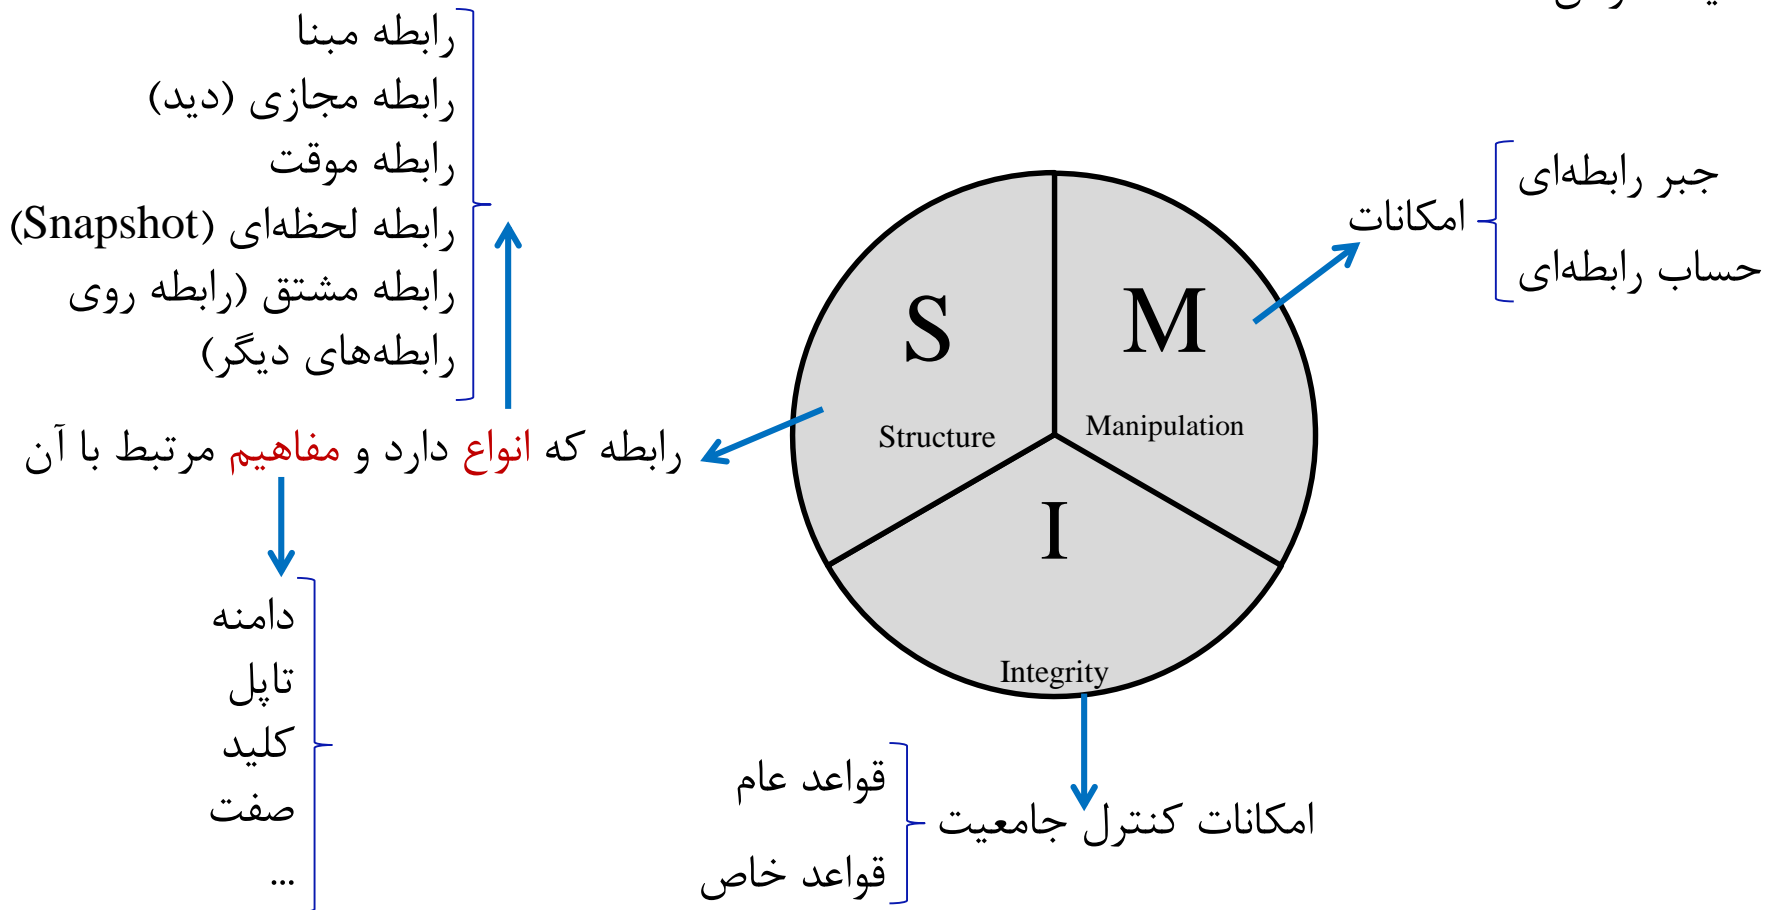 رابطه مبنا
رابطه مجازی (دید)
رابطه موقت
رابطه لحظه‌ای (Snapshot)
رابطه مشتق (رابطه روی
رابطه‌های دیگر)
جبر رابطه‌ای
امکانات
حساب رابطه‌ای
S
Structure
M
Manipulation
I
Integrity
رابطه که انواع دارد و مفاهیم مرتبط با آن
دامنه
تاپل
کلید
صفت
...
امکانات کنترل جامعیت
قواعد عام
قواعد خاص